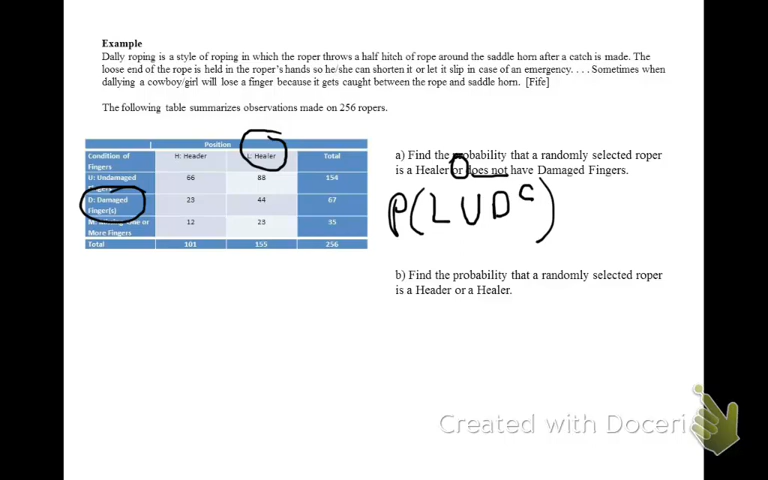 Example
Dally roping is a style of roping in which the roper throws a half hitch of rope around the saddle horn after a catch is made. The
loose end of the rope is held in the roper's hands so he/she can shorten it or let it slip in case of an emergency. . . . Sometimes when
dallying a cowboy/girl will lose a finger because it gets caught between the rope and saddle horn. [Fife]
The following table summarizes observations made on 256 ropers.
Position
Condition of Fingers H: Header L: Healer Total
U: Undamaged Fingers 66 88 154
D: Damaged Finger(s) 23 44 67
M: Missing One or More Fingers 12 23 35
Total 101 155 256
a) Find the probability that a randomly selected roper
is a Healer or does not have Damaged Fingers.
P(L U D^c)
b) Find the probability that a randomly selected roper
is a Header or a Healer.
Created with Doceri